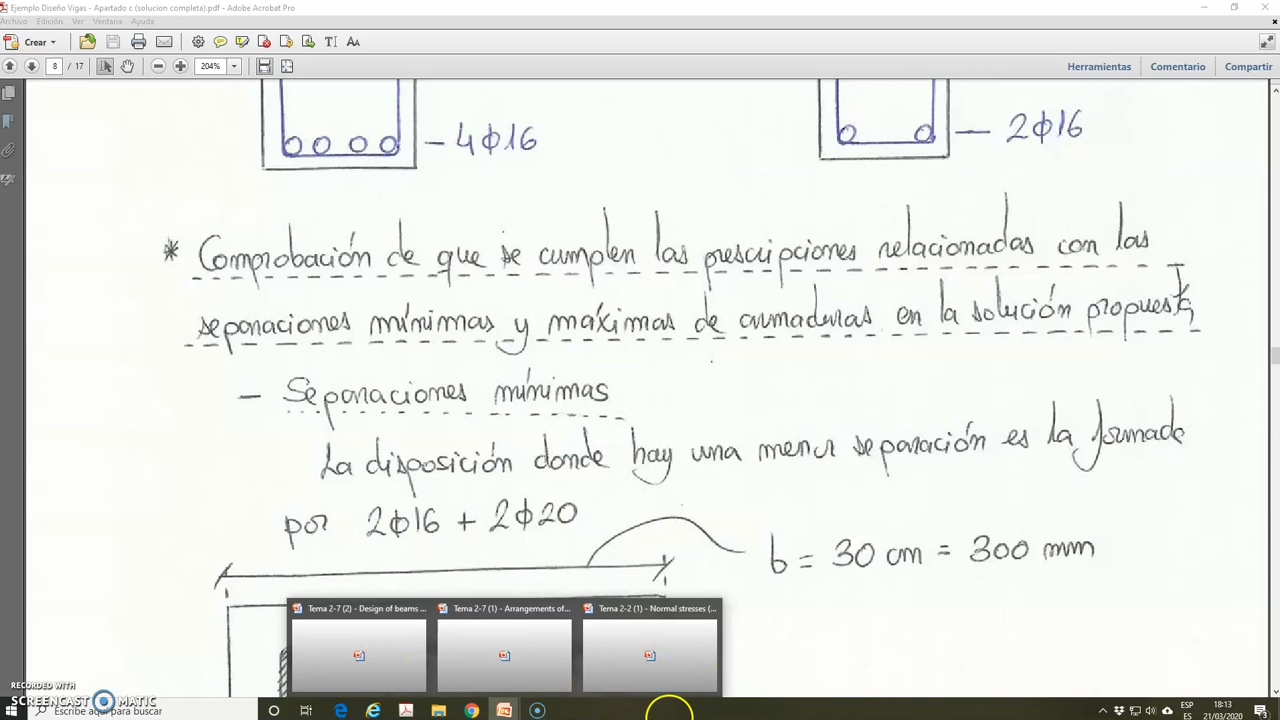 Ejemplo Diseño Vigas - Apartado c (solucion completa).pdf - Adobe Acrobat Pro
Archivo Edición Ver Ventana Ayuda
Crear
8 / 17 204% Herramientas Comentario Compartir
- 4φ16 — 2φ16
* Comprobación de que se cumplen las prescripciones relacionadas con las
separaciones mínimas y máximas de armaduras en la solución propuesta
- Separaciones mínimas
La disposición donde hay una menor separación es la formada
por 2φ16 + 2φ20
b = 30 cm = 300 mm
Tema 2-7 (2) - Design of beams ... Tema 2-7 (1) - Arrangements of... Tema 2-2 (1) - Normal stresses (...
RECORDED WITH
SCREENCAST MATIC
Escribe aquí para buscar
ESP 18:13
ES 21/03/2020
3